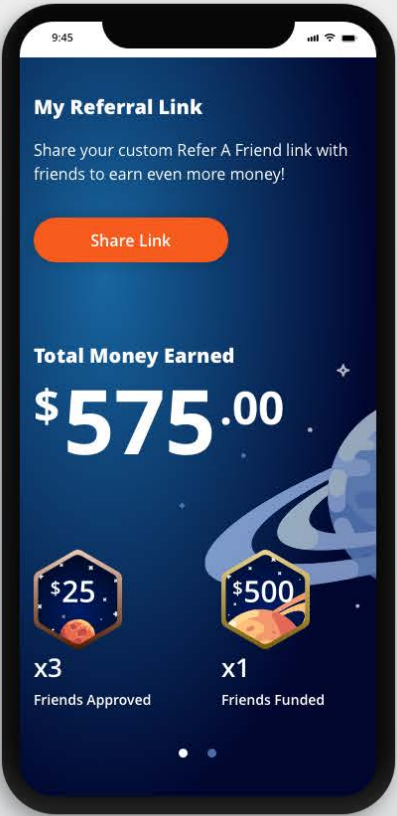 9:45
My Referral Link
Share your custom Refer A Friend link with
friends to earn even more money!
Share Link
Total Money Earned
$575.00
$25
$500
x3
x1
Friends Approved
Friends Funded